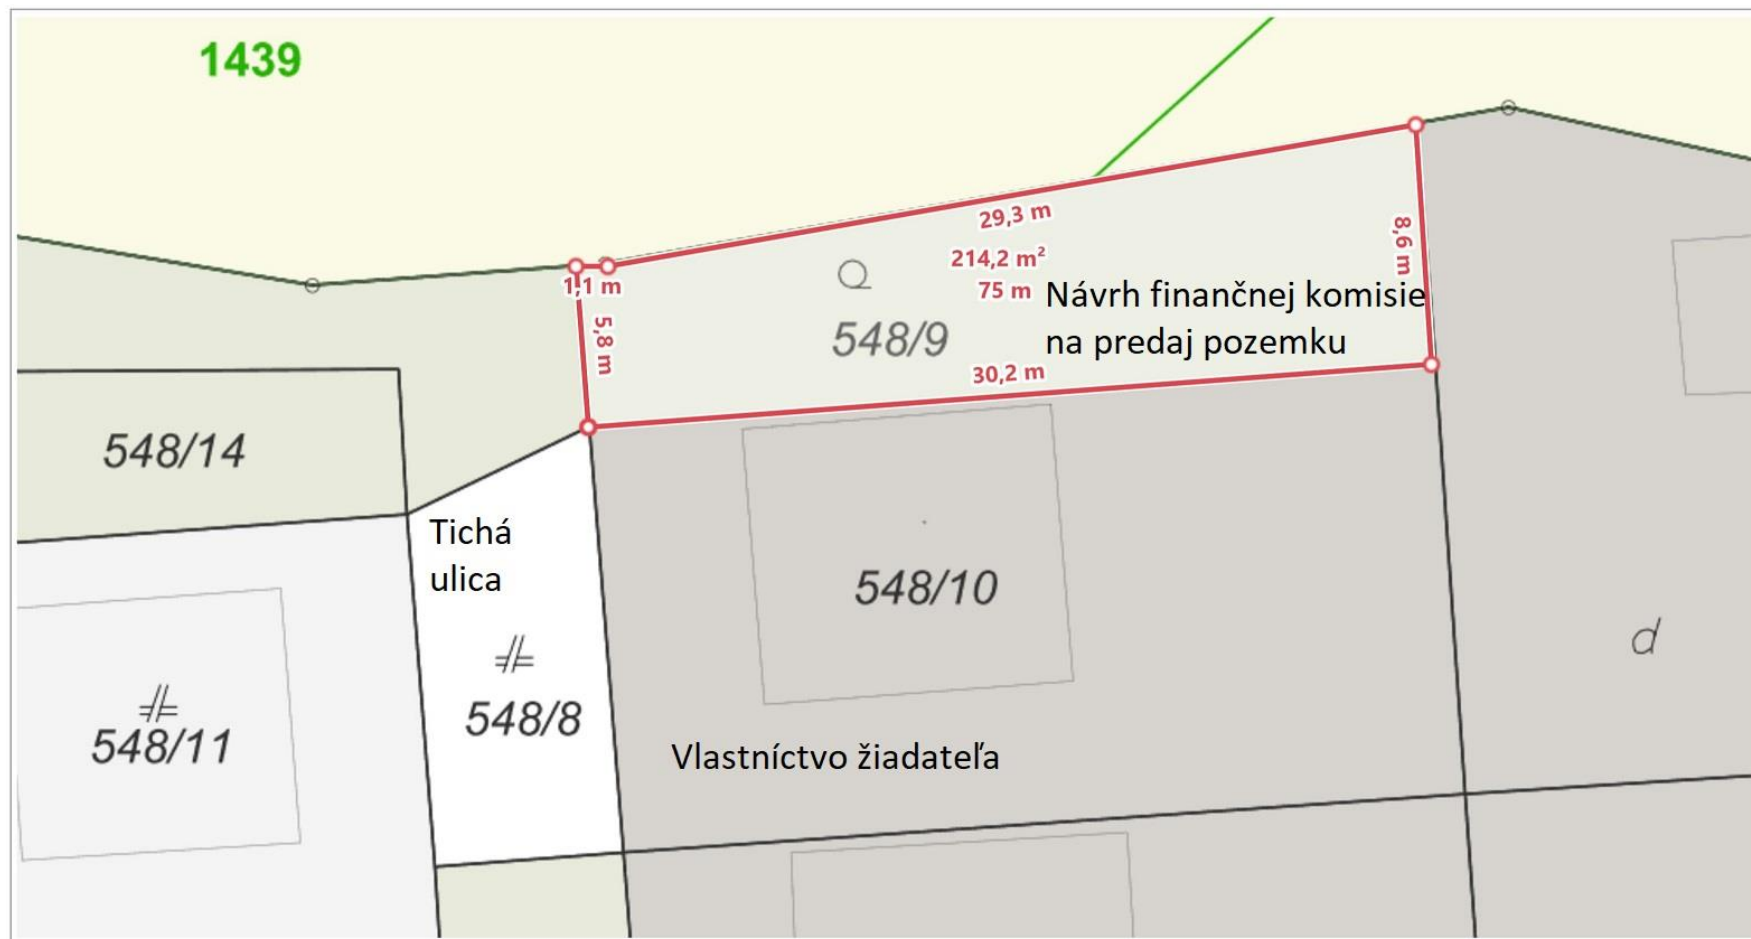 1439
29,3 m
8,6 m
214,2 m²
1,1 m
75 m
Návrh finančnej komisie
na predaj pozemku
5,8 m
548/9
30,2 m
548/14
Tichá
ulica
548/10
d
548/8
548/11
Vlastníctvo žiadateľa